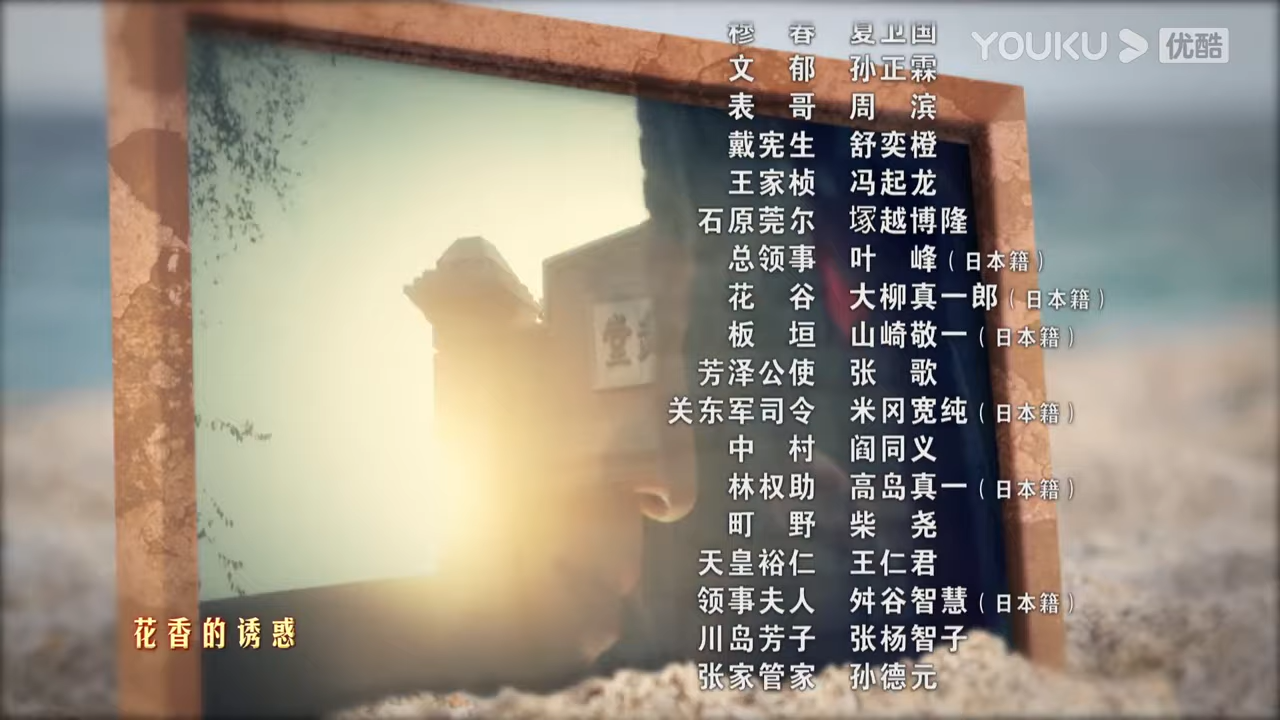 YOUKU 优酷
穆春 夏卫国
文郁 孙正霖
表哥 周滨
戴宪生 舒奕橙
王家桢 冯起龙
石原莞尔 塚越博隆
总领事 叶峰(日本籍)
花谷 大柳真一郎(日本籍)
板垣 山崎敬一(日本籍)
芳泽公使 张歌
关东军司令 米冈宽纯(日本籍)
中村 阎同义
林权助 高岛真一(日本籍)
町野 柴尧
天皇裕仁 王仁君
领事夫人 舛谷智慧(日本籍)
川岛芳子 张杨智子
张家管家 孙德元
花香的诱惑
堂